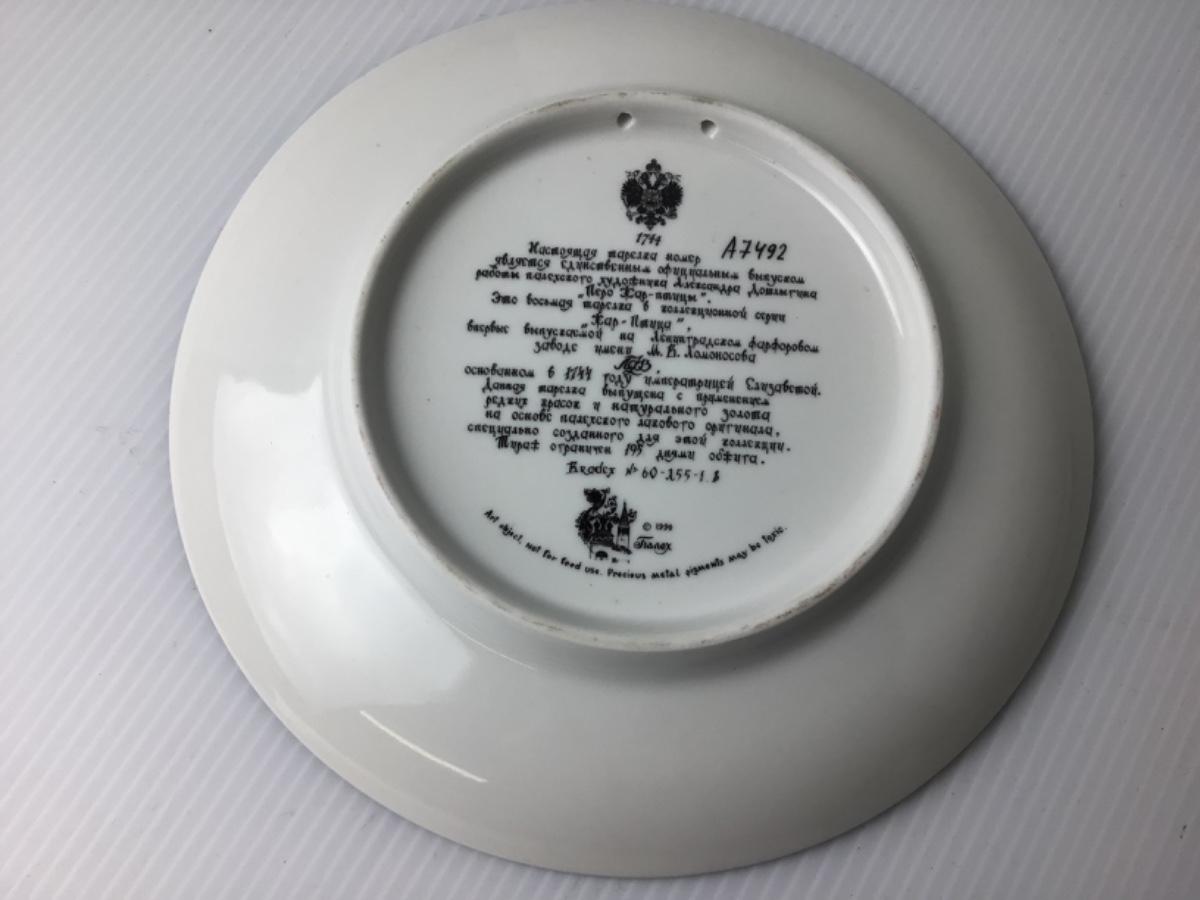 1744
Настоящая тарелка номер A7492
является единственным официальным выпуском
работы палехского художника Александра Дотлыгина
"Перо Жар-птицы".
Это восьмая тарелка в коллекционной серии
"Жар-Птица",
впервые выпускаемой на Ленинградском фарфоровом
заводе имени М. В. Ломоносова
основанном в 1744 году императрицей Елизаветой.
Данная тарелка выпущена с применением
редких красок и натурального золота
на основе палехского лакового оригинала,
специально созданного для этой коллекции.
Тираж ограничен 195 днями обжига.
Bradex № 60-
© 1990
Палех
Art object. Not for food use. Precious metal pigments may be toxic.